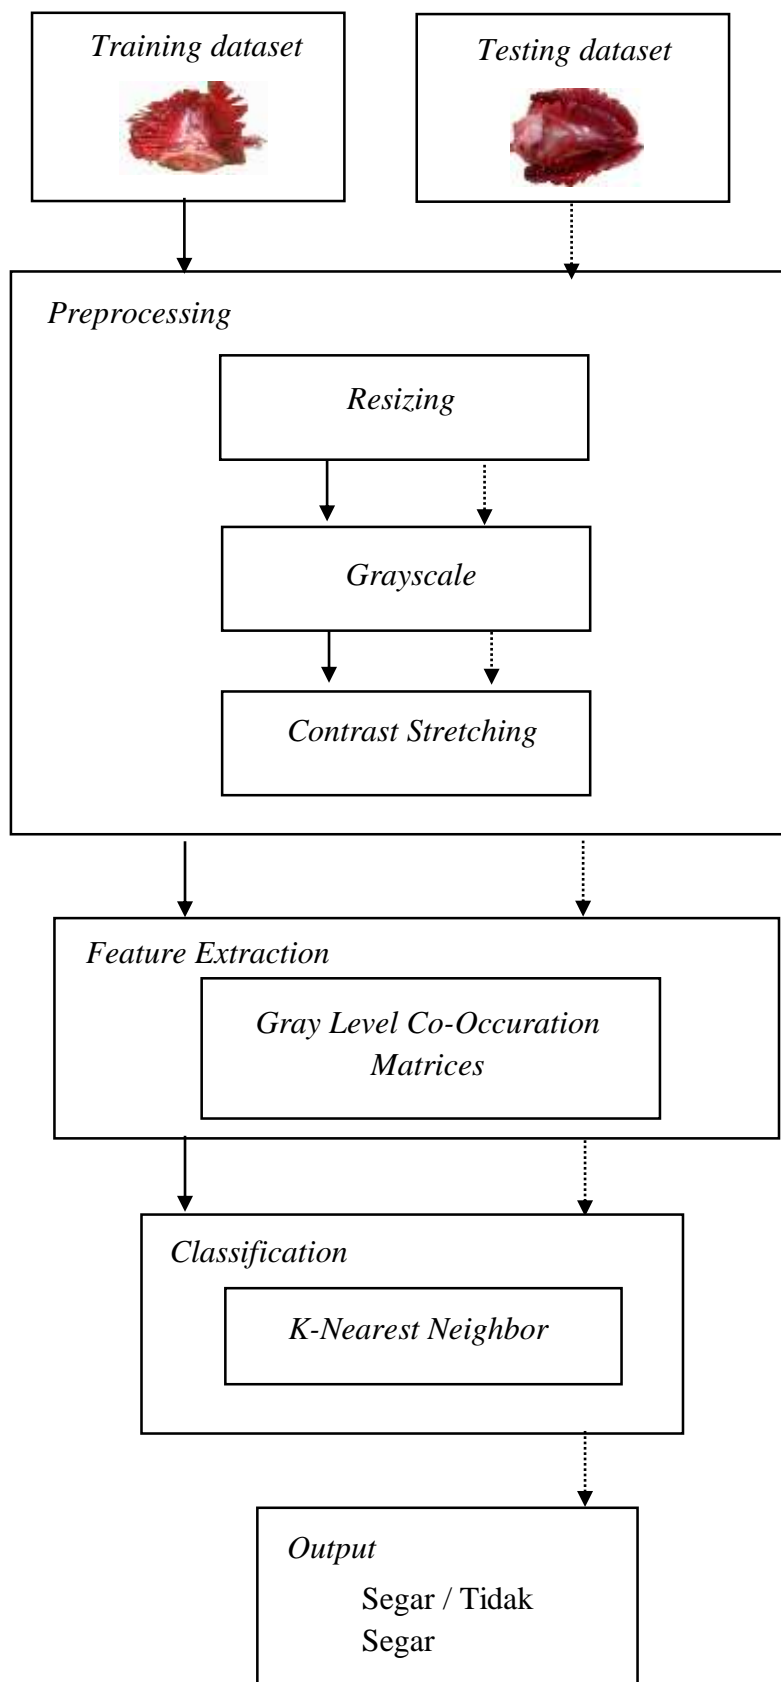 Training dataset
Testing dataset
Preprocessing
Resizing
Grayscale
Contrast Stretching
Feature Extraction
Gray Level Co-Occuration
Matrices
Classification
K-Nearest Neighbor
Output
Segar / Tidak
Segar